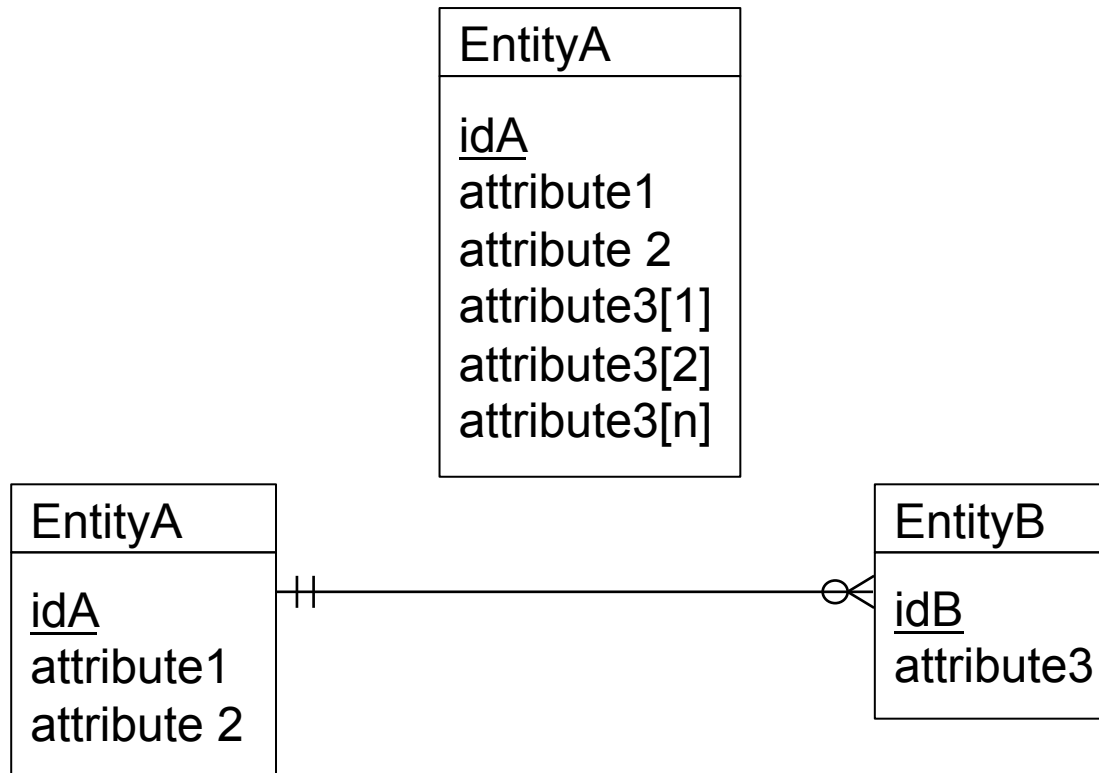 EntityA
idA
attribute1
attribute 2
attribute3[1]
attribute3[2]
attribute3[n]
EntityA
idA
attribute1
attribute 2
EntityB
idB
attribute3